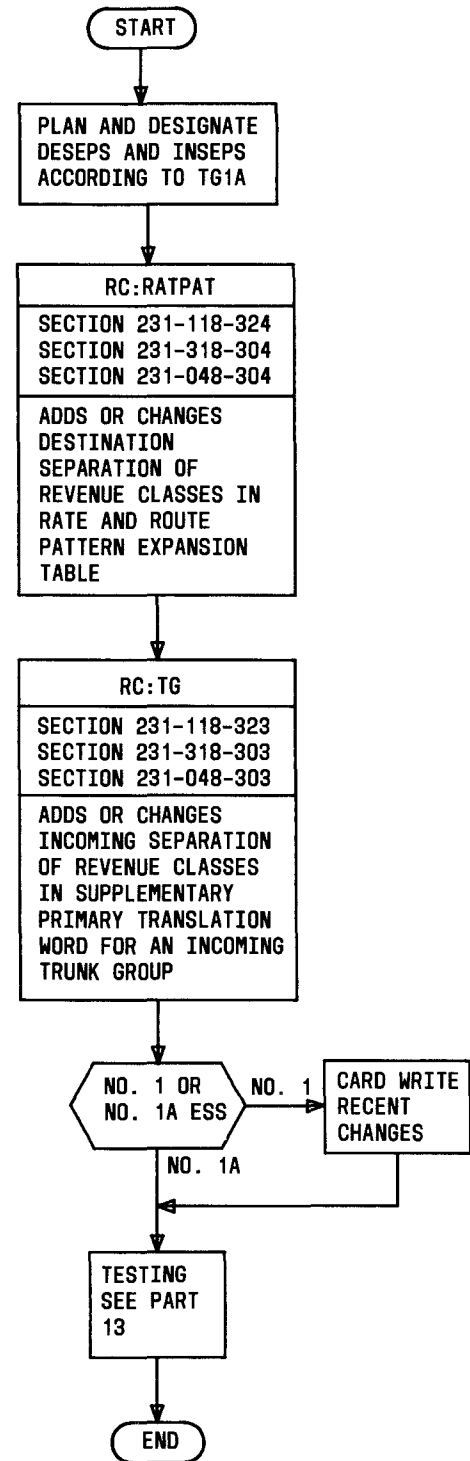 START
PLAN AND DESIGNATE
DESEPS AND INSEPS
ACCORDING TO TG1A
RC:RATPAT
SECTION 231-118-324
SECTION 231-318-304
SECTION 231-048-304
ADDS OR CHANGES
DESTINATION
SEPARATION OF
REVENUE CLASSES IN
RATE AND ROUTE
PATTERN EXPANSION
TABLE
RC:TG
SECTION 231-118-323
SECTION 231-318-303
SECTION 231-048-303
ADDS OR CHANGES
INCOMING SEPARATION
OF REVENUE CLASSES
IN SUPPLEMENTARY
PRIMARY TRANSLATION
WORD FOR AN INCOMING
TRUNK GROUP
NO. 1 OR
NO. 1A ESS
NO. 1
CARD WRITE
RECENT
CHANGES
NO. 1A
TESTING
SEE PART
13
END